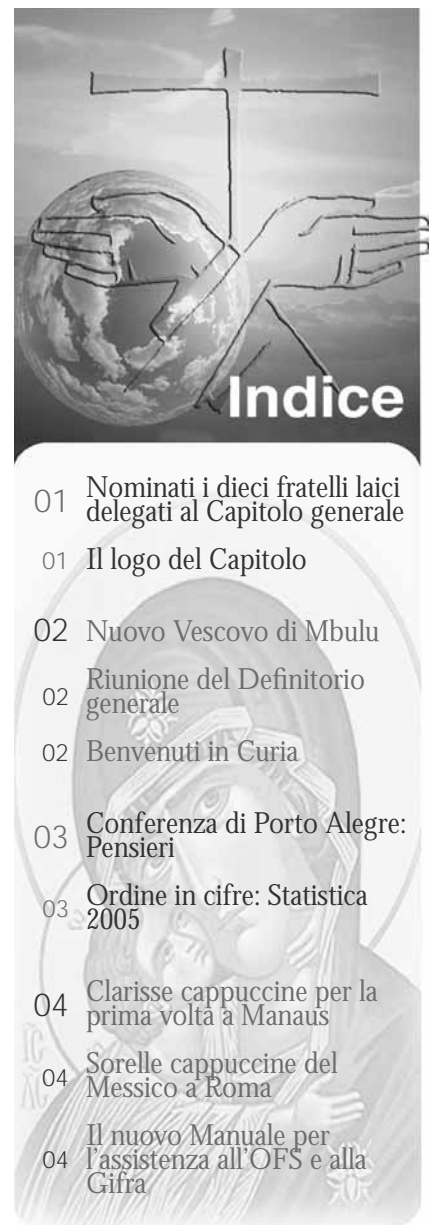 Indice
01 Nominati i dieci fratelli laici
delegati al Capitolo generale
01 Il logo del Capitolo
02 Nuovo Vescovo di Mbulu
02 Riunione del Definitorio
generale
02 Benvenuti in Curia
03 Conferenza di Porto Alegre:
Pensieri
03 Ordine in cifre: Statistica
2005
04 Clarisse cappuccine per la
prima volta a Manaus
04 Sorelle cappuccine del
Messico a Roma
04 Il nuovo Manuale per
l'assistenza all'OFS e alla
Gifra